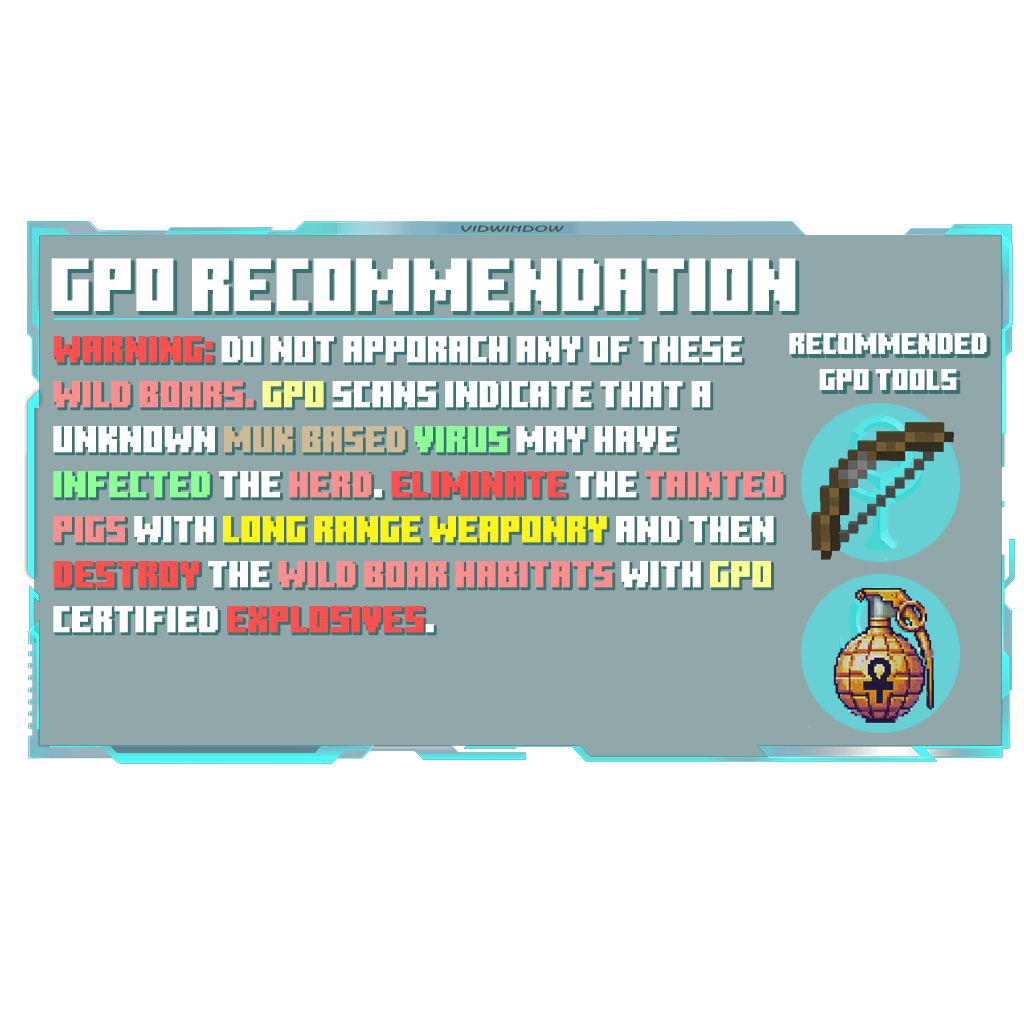 VIDWINDOW
GPO RECOMMENDATION
WARNING: DO NOT APPORACH ANY OF THESE
WILD BOARS. GPO SCANS INDICATE THAT A
UNKNOWN MUK BASED VIRUS MAY HAVE
INFECTED THE HERD. ELIMINATE THE TAINTED
PIGS WITH LONG RANGE WEAPONRY AND THEN
DESTROY THE WILD BOAR HABITATS WITH GPO
CERTIFIED EXPLOSIVES.
RECOMMENDED
GPO TOOLS